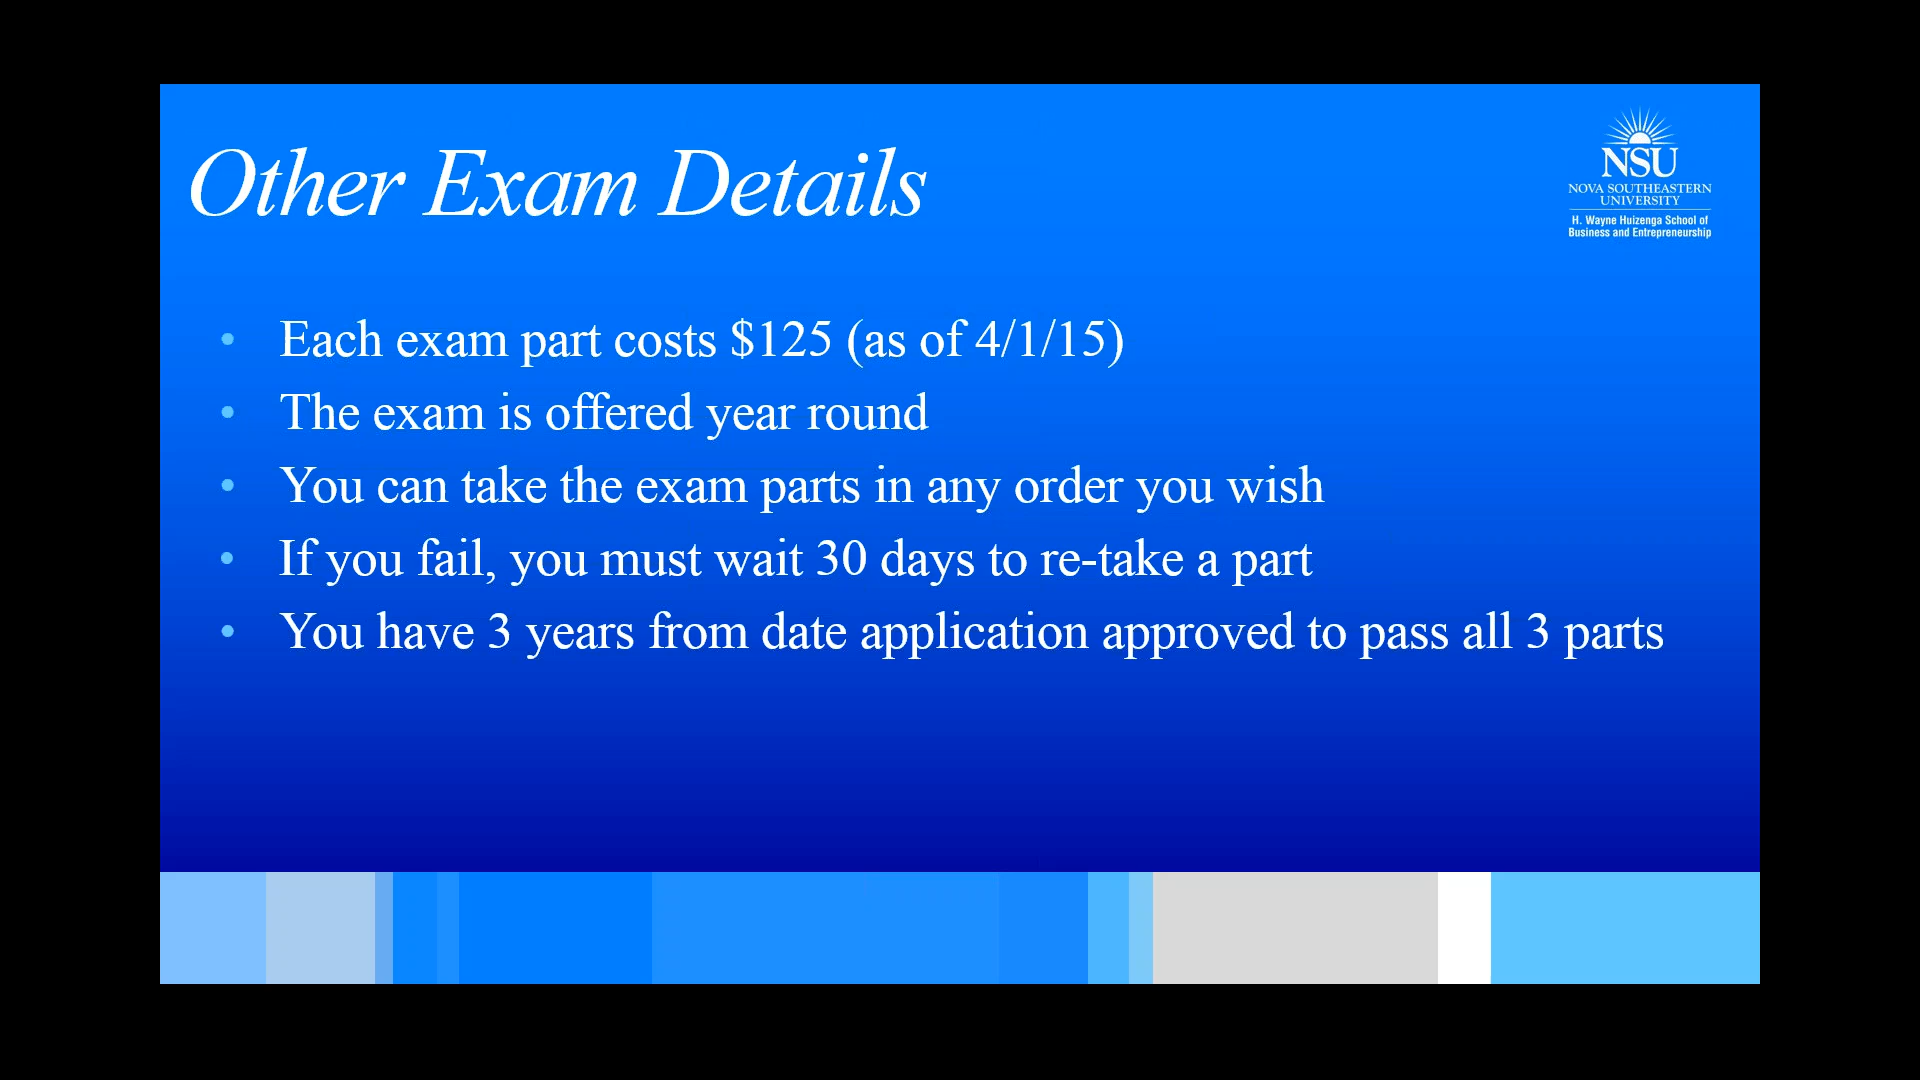 Other Exam Details
NSU
NOVA SOUTHEASTERN
UNIVERSITY
H. Wayne Huizenga School of
Business and Entrepreneurship
• Each exam part costs $125 (as of 4/1/15)
• The exam is offered year round
• You can take the exam parts in any order you wish
• If you fail, you must wait 30 days to re-take a part
• You have 3 years from date application approved to pass all 3 parts